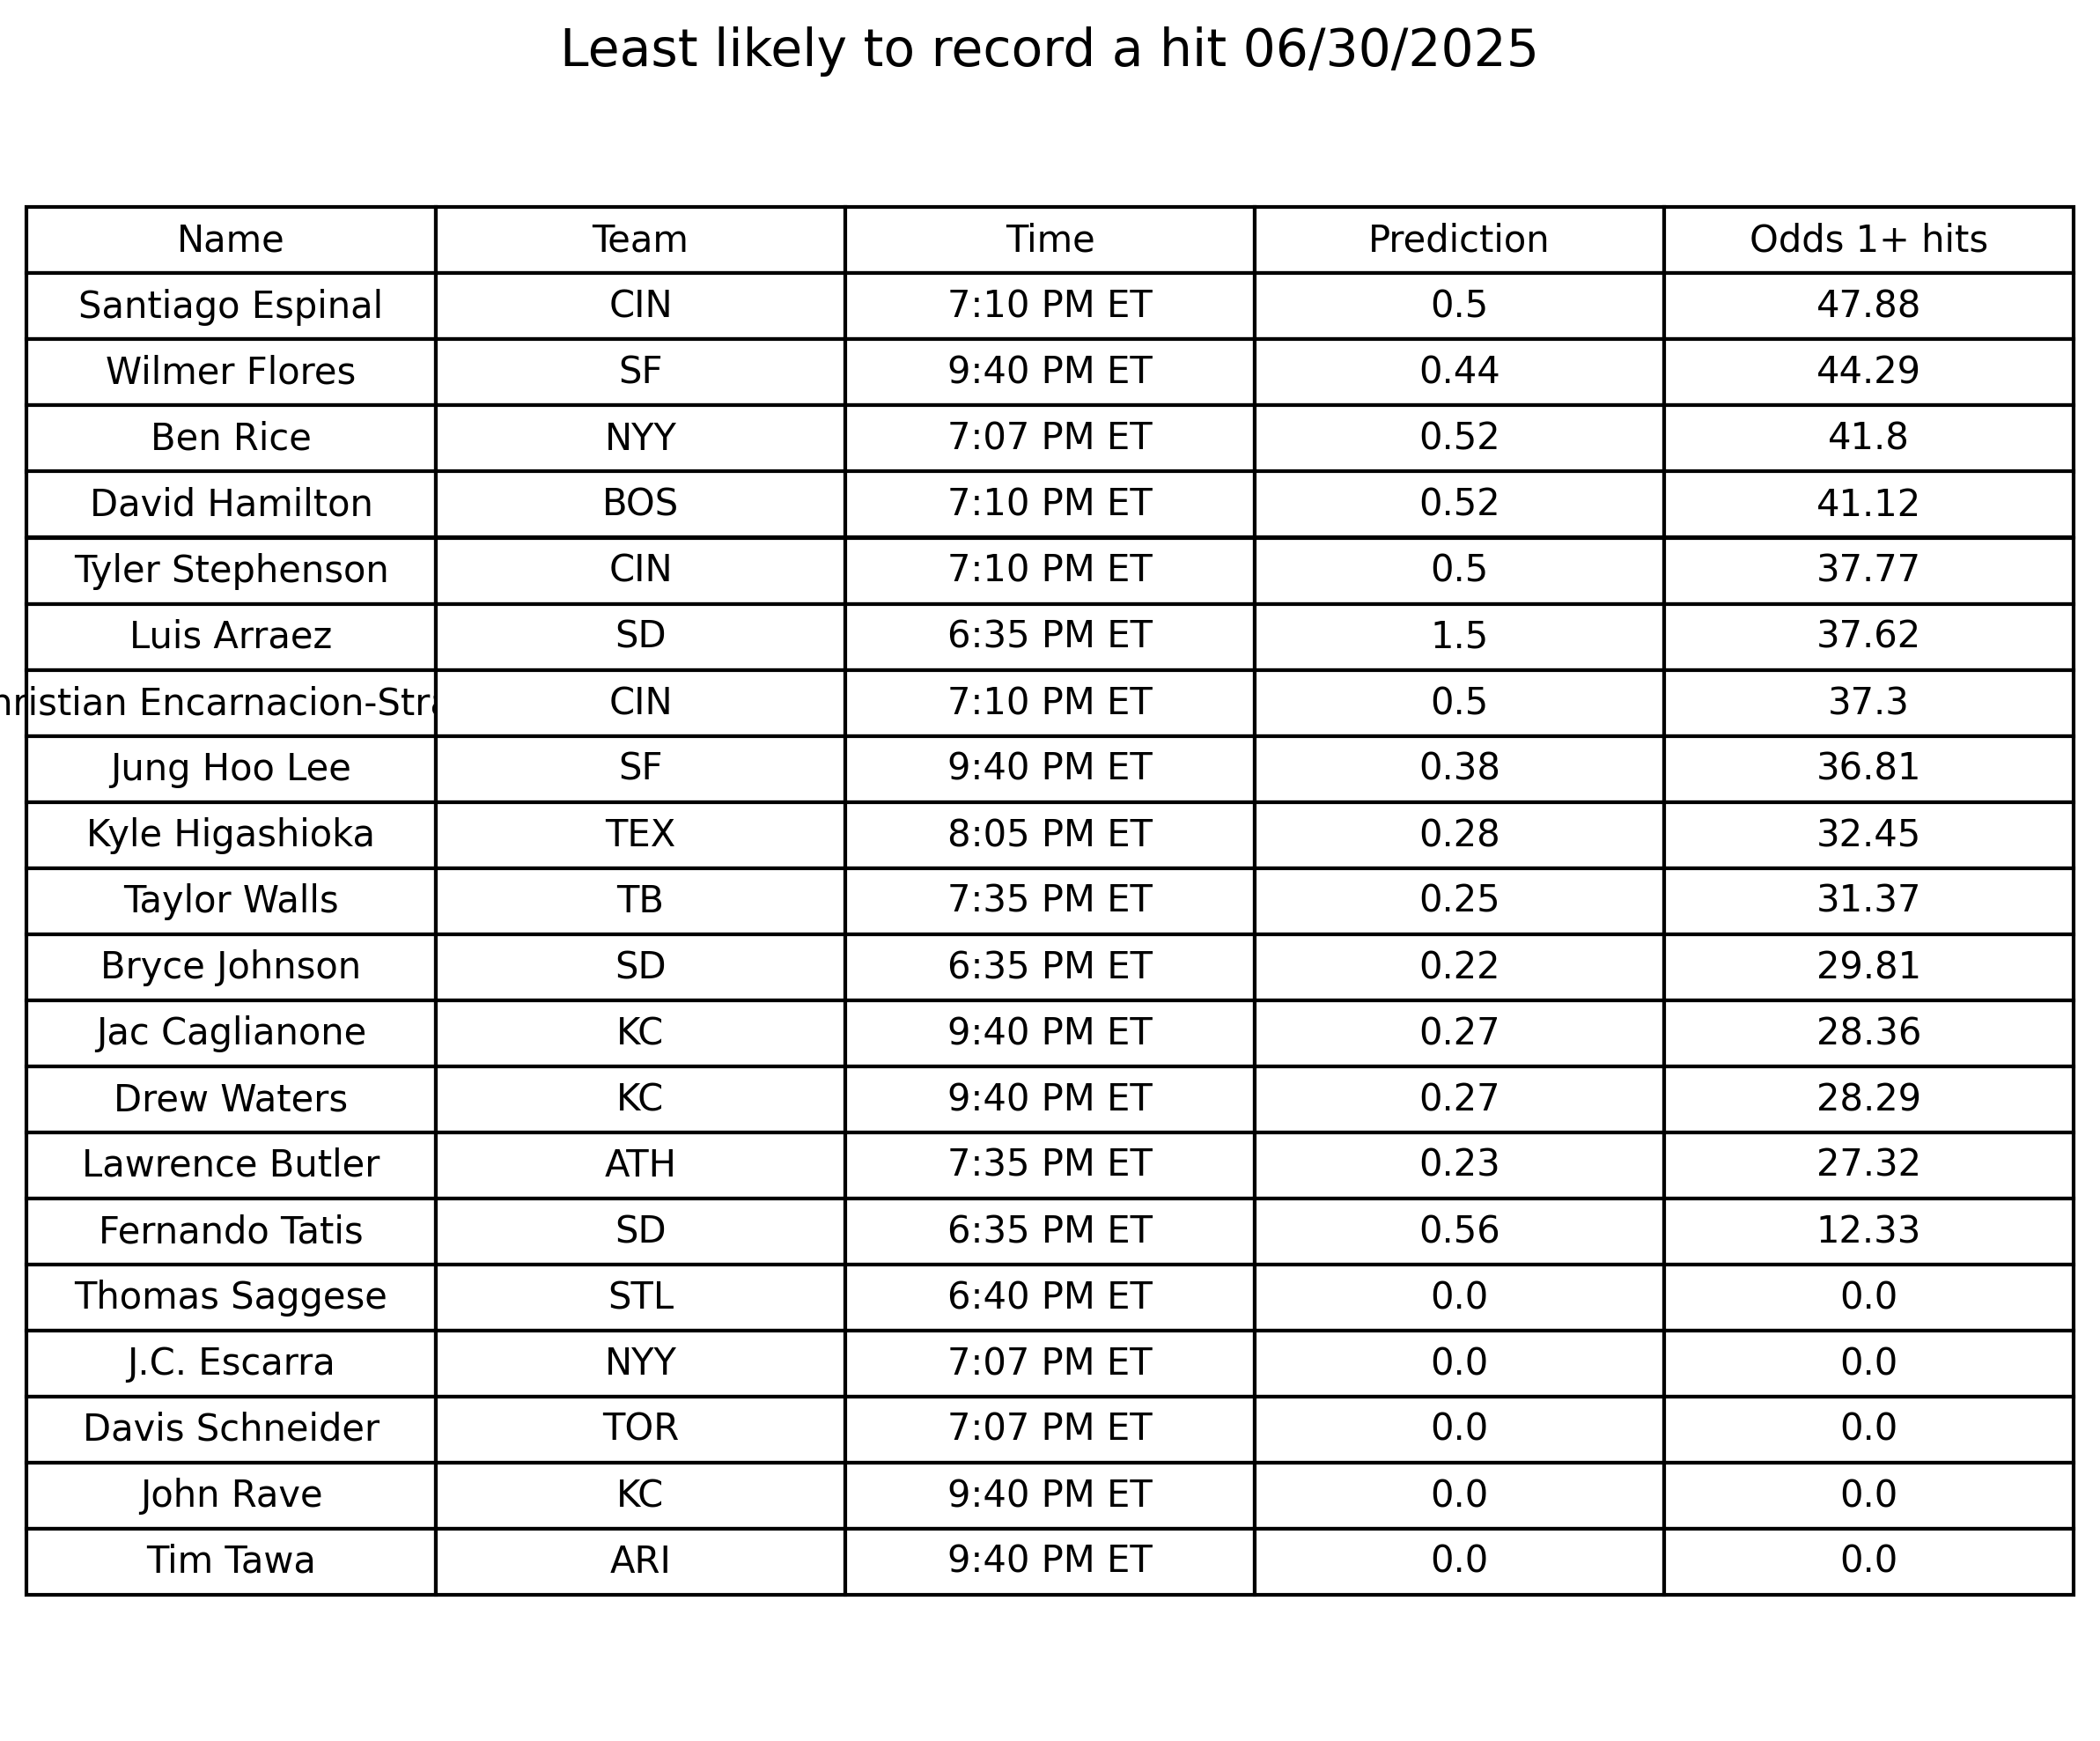 Least likely to record a hit 06/30/2025
Name Team Time Prediction Odds 1+ hits
Santiago Espinal CIN 7:10 PM ET 0.5 47.88
Wilmer Flores SF 9:40 PM ET 0.44 44.29
Ben Rice NYY 7:07 PM ET 0.52 41.8
David Hamilton BOS 7:10 PM ET 0.52 41.12
Tyler Stephenson CIN 7:10 PM ET 0.5 37.77
Luis Arraez SD 6:35 PM ET 1.5 37.62
Encarnacion-Stra CIN 7:10 PM ET 0.5 37.3
Jung Hoo Lee SF 9:40 PM ET 0.38 36.81
Kyle Higashioka TEX 8:05 PM ET 0.28 32.45
Taylor Walls TB 7:35 PM ET 0.25 31.37
Bryce Johnson SD 6:35 PM ET 0.22 29.81
Jac Caglianone KC 9:40 PM ET 0.27 28.36
Drew Waters KC 9:40 PM ET 0.27 28.29
Lawrence Butler ATH 7:35 PM ET 0.23 27.32
Fernando Tatis SD 6:35 PM ET 0.56 12.33
Thomas Saggese STL 6:40 PM ET 0.0 0.0
J.C. Escarra NYY 7:07 PM ET 0.0 0.0
Davis Schneider TOR 7:07 PM ET 0.0 0.0
John Rave KC 9:40 PM ET 0.0 0.0
Tim Tawa ARI 9:40 PM ET 0.0 0.0